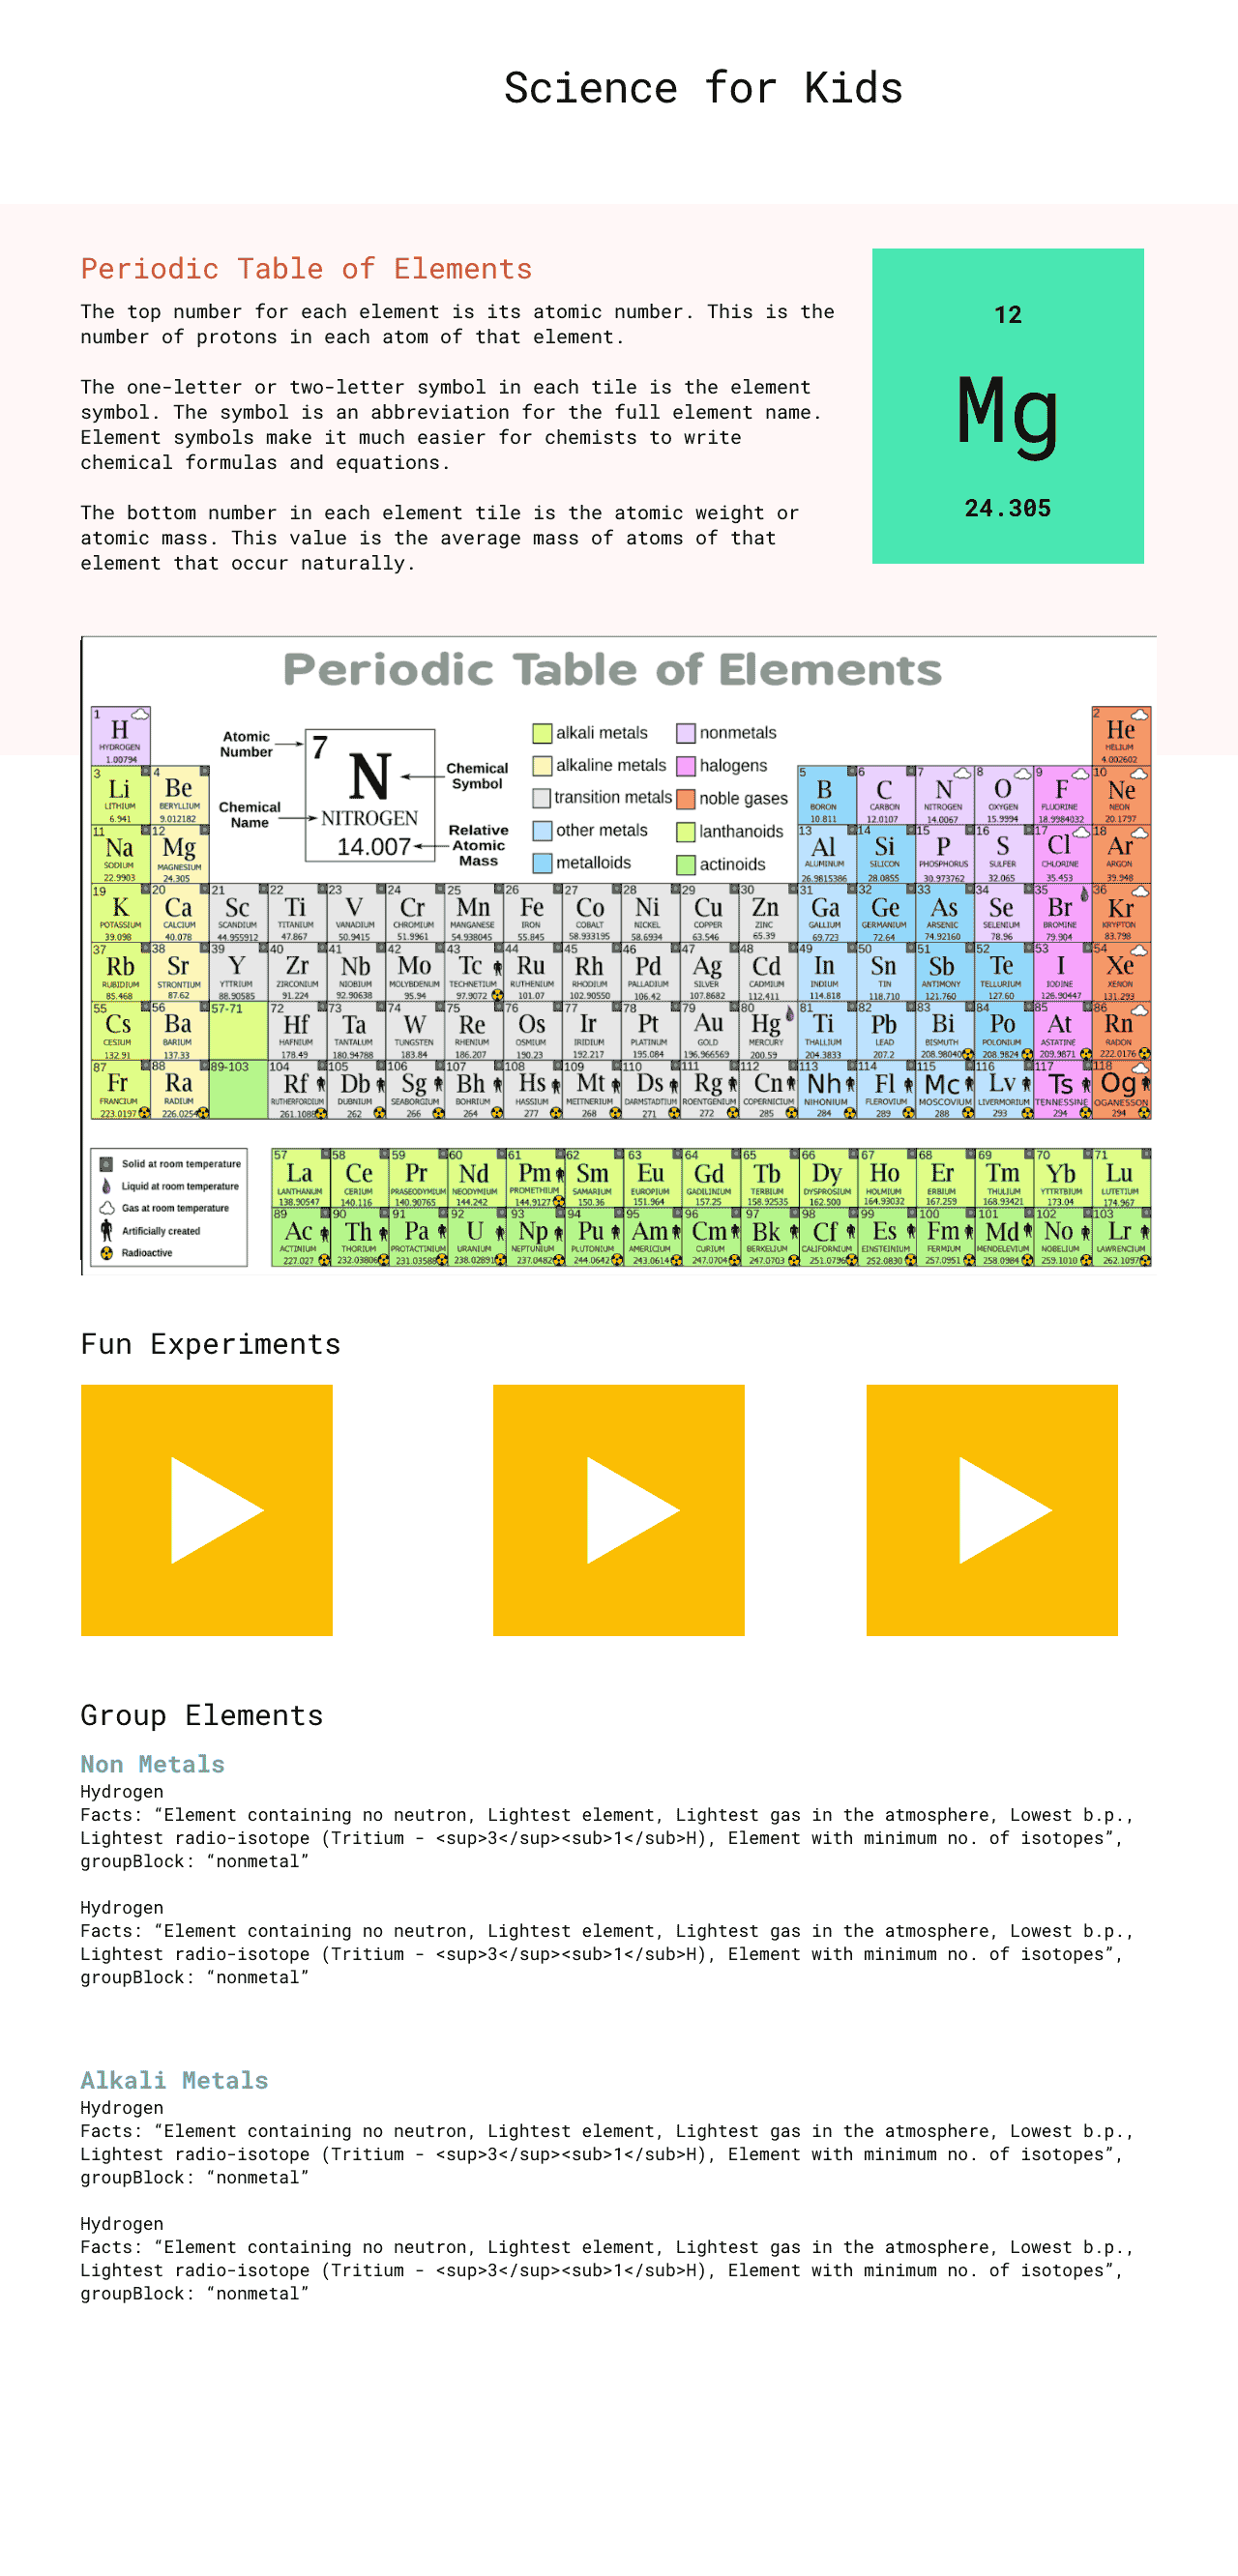 Science for Kids
Periodic Table of Elements
The top number for each element is its atomic number. This is the
number of protons in each atom of that element.
The one-letter or two-letter symbol in each tile is the element
symbol. The symbol is an abbreviation for the full element name.
Element symbols make it much easier for chemists to write
chemical formulas and equations.
The bottom number in each element tile is the atomic weight or
atomic mass. This value is the average mass of atoms of that
element that occur naturally.
12
Mg
24.305
Periodic Table of Elements
Atomic
Number
7
N
NITROGEN
14.007
Chemical
Symbol
Chemical
Name
Relative
Atomic
Mass
alkali metals
nonmetals
alkaline metals
halogens
transition metals
noble gases
other metals
lanthanoids
metalloids
actinoids
1 2
H He
HYDROGEN HELIUM
1.00794 4.002602
3 4 5 6 7 8 9 10
Li Be B C N O F Ne
LITHIUM BERYLLIUM BORON CARBON NITROGEN OXYGEN FLUORINE NEON
6.941 9.012182 10.811 12.0107 14.0067 15.9994 18.9984032 20.1797
11 12 13 14 15 16 17 18
Na Mg Al Si P S Cl Ar
SODIUM MAGNESIUM ALUMINUM SILICON PHOSPHORUS SULFER CHLORINE ARGON
22.9903 24.305 26.9815386 28.0855 30.973762 32.065 35.453 39.948
19 20 21 22 23 24 25 26 27 28 29 30 31 32 33 34 35 36
K Ca Sc Ti V Cr Mn Fe Co Ni Cu Zn Ga Ge As Se Br Kr
POTASSIUM CALCIUM SCANDIUM TITANIUM VANADIUM CHROMIUM MANGANESE IRON COBALT NICKEL COPPER ZINC GALLIUM GERMANIUM ARSENIC SELENIUM BROMINE KRYPTON
39.098 40.078 44.955912 47.867 50.9415 51.9961 54.938045 55.845 58.933195 58.6934 63.546 65.39 69.723 72.64 74.92160 78.96 79.904 83.798
37 38 39 40 41 42 43 44 45 46 47 48 49 50 51 52 53 54
Rb Sr Y Zr Nb Mo Tc Ru Rh Pd Ag Cd In Sn Sb Te I Xe
RUBIDIUM STRONTIUM YTTRIUM ZIRCONIUM NIOBIUM MOLYBDENUM TECHNETIUM RUTHENIUM RHODIUM PALLADIUM SILVER CADMIUM INDIUM TIN ANTIMONY TELLURIUM IODINE XENON
85.468 87.62 88.90585 91.224 92.90638 95.94 97.9072 101.07 102.90550 106.42 107.8682 112.411 114.818 118.710 121.760 127.60 126.90447 131.293
55 56 57-71 72 73 74 75 76 77 78 79 80 81 82 83 84 85 86
Cs Ba Hf Ta W Re Os Ir Pt Au Hg Ti Pb Bi Po At Rn
CESIUM BARIUM HAFNIUM TANTALUM TUNGSTEN RHENIUM OSMIUM IRIDIUM PLATINUM GOLD MERCURY THALLIUM LEAD BISMUTH POLONIUM ASTATINE RADON
132.91 137.33 178.49 180.94788 183.84 186.207 190.23 192.217 195.084 196.966569 200.59 204.3833 207.2 208.98040 208.9824 209.9871 222.0176
87 88 89-103 104 105 106 107 108 109 110 111 112 113 114 115 116 117 118
Fr Ra Rf Db Sg Bh Hs Mt Ds Rg Cn Nh Fl Mc Lv Ts Og
FRANCIUM RADIUM RUTHERFORDIUM DUBNIUM SEABORGIUM BOHRIUM HASSIUM MEITNERIUM DARMSTADTIUM ROENTGENIUM COPERNICIUM NIHONIUM FLEROVIUM MOSCOVIUM LIVERMORIUM TENNESSINE OGANESSON
223.0197 226.0254 261.1088 262 266 264 277 268 271 272 285 284 289 288 293 294 294
Solid at room temperature
Liquid at room temperature
Gas at room temperature
Artificially created
Radioactive
57 58 59 60 61 62 63 64 65 66 67 68 69 70 71
La Ce Pr Nd Pm Sm Eu Gd Tb Dy Ho Er Tm Yb Lu
LANTHANUM CERIUM PRASEODYMIUM NEODYMIUM PROMETHIUM SAMARIUM EUROPIUM GADILINIUM TERBIUM DYSPROSIUM HOLMIUM ERBIUM THULIUM YTTRTBIUM LUTETIUM
138.90547 140.116 140.90765 144.242 144.9127 150.36 151.964 157.25 158.92535 162.500 164.93032 167.259 168.93421 173.04 174.967
89 90 91 92 93 94 95 96 97 98 99 100 101 102 103
Ac Th Pa U Np Pu Am Cm Bk Cf Es Fm Md No Lr
ACTINIUM THORIUM PROTACTINIUM URANIUM NEPTUNIUM PLUTONIUM AMERICIUM CURIUM BERKELIUM CALIFORNIUM EINSTEINIUM FERMIUM MENDELEVIUM NOBELIUM LAWRENCIUM
227.027 232.03806 231.03588 238.02891 237.0482 244.0642 243.0614 247.0704 247.0703 251.0796 252.0830 257.0951 258.0984 259.1010 262.1097
Fun Experiments
Group Elements
Non Metals
Hydrogen
Facts: “Element containing no neutron, Lightest element, Lightest gas in the atmosphere, Lowest b.p.,
Lightest radio-isotope (Tritium - <sup>3</sup><sub>1</sub>H), Element with minimum no. of isotopes”,
groupBlock: “nonmetal”
Hydrogen
Facts: “Element containing no neutron, Lightest element, Lightest gas in the atmosphere, Lowest b.p.,
Lightest radio-isotope (Tritium - <sup>3</sup><sub>1</sub>H), Element with minimum no. of isotopes”,
groupBlock: “nonmetal”
Alkali Metals
Hydrogen
Facts: “Element containing no neutron, Lightest element, Lightest gas in the atmosphere, Lowest b.p.,
Lightest radio-isotope (Tritium - <sup>3</sup><sub>1</sub>H), Element with minimum no. of isotopes”,
groupBlock: “nonmetal”
Hydrogen
Facts: “Element containing no neutron, Lightest element, Lightest gas in the atmosphere, Lowest b.p.,
Lightest radio-isotope (Tritium - <sup>3</sup><sub>1</sub>H), Element with minimum no. of isotopes”,
groupBlock: “nonmetal”